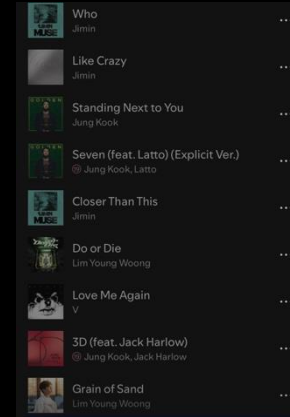 Who
Jimin
Like Crazy
Jimin
Standing Next to You
Jung Kook
Seven (feat. Latto) (Explicit Ver.)
⑲ Jung Kook, Latto
Closer Than This
Jimin
Do or Die
Lim Young Woong
Love Me Again
V
3D (feat. Jack Harlow)
⑲ Jung Kook, Jack Harlow
Grain of Sand
Lim Young Woong